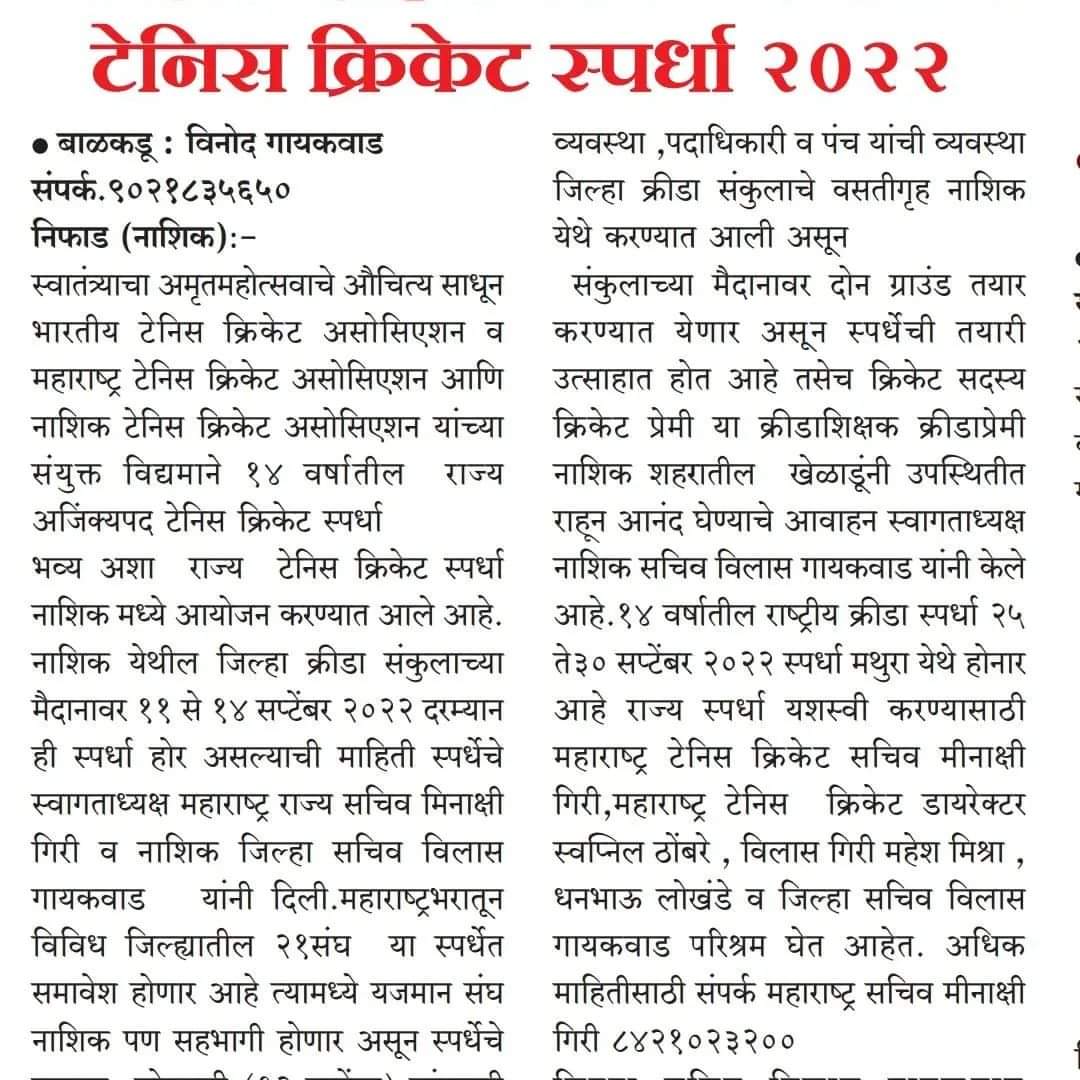 टेनिस क्रिकेट स्पर्धा २०२२
• बाळकडू : विनोद गायकवाड
संपर्क.९०२१८३५६५०
निफाड (नाशिक):-
स्वातंत्र्याचा अमृतमहोत्सवाचे औचित्य साधून
भारतीय टेनिस क्रिकेट असोसिएशन व
महाराष्ट्र टेनिस क्रिकेट असोसिएशन आणि
नाशिक टेनिस क्रिकेट असोसिएशन यांच्या
संयुक्त विद्यमाने १४ वर्षातील राज्य
अजिंक्यपद टेनिस क्रिकेट स्पर्धा
भव्य अशा राज्य टेनिस क्रिकेट स्पर्धा
नाशिक मध्ये आयोजन करण्यात आले आहे.
नाशिक येथील जिल्हा क्रीडा संकुलाच्या
मैदानावर ११ से १४ सप्टेंबर २०२२ दरम्यान
ही स्पर्धा होर असल्याची माहिती स्पर्धेचे
स्वागताध्यक्ष महाराष्ट्र राज्य सचिव मिनाक्षी
गिरी व नाशिक जिल्हा सचिव विलास
गायकवाड यांनी दिली.महाराष्ट्रभरातून
विविध जिल्ह्यातील २१संघ या स्पर्धेत
समावेश होणार आहे त्यामध्ये यजमान संघ
नाशिक पण सहभागी होणार असून स्पर्धेचे
व्यवस्था ,पदाधिकारी व पंच यांची व्यवस्था
जिल्हा क्रीडा संकुलाचे वसतीगृह नाशिक
येथे करण्यात आली असून
संकुलाच्या मैदानावर दोन ग्राउंड तयार
करण्यात येणार असून स्पर्धेची तयारी
उत्साहात होत आहे तसेच क्रिकेट सदस्य
क्रिकेट प्रेमी या क्रीडाशिक्षक क्रीडाप्रेमी
नाशिक शहरातील खेळाडूंनी उपस्थितीत
राहून आनंद घेण्याचे आवाहन स्वागताध्यक्ष
नाशिक सचिव विलास गायकवाड यांनी केले
आहे.१४ वर्षातील राष्ट्रीय क्रीडा स्पर्धा २५
ते३० सप्टेंबर २०२२ स्पर्धा मथुरा येथे होनार
आहे राज्य स्पर्धा यशस्वी करण्यासाठी
महाराष्ट्र टेनिस क्रिकेट सचिव मीनाक्षी
गिरी,महाराष्ट्र टेनिस क्रिकेट डायरेक्टर
स्वप्निल ठोंबरे , विलास गिरी महेश मिश्रा ,
धनभाऊ लोखंडे व जिल्हा सचिव विलास
गायकवाड परिश्रम घेत आहेत. अधिक
माहितीसाठी संपर्क महाराष्ट्र सचिव मीनाक्षी
गिरी ८४२१०२३२००